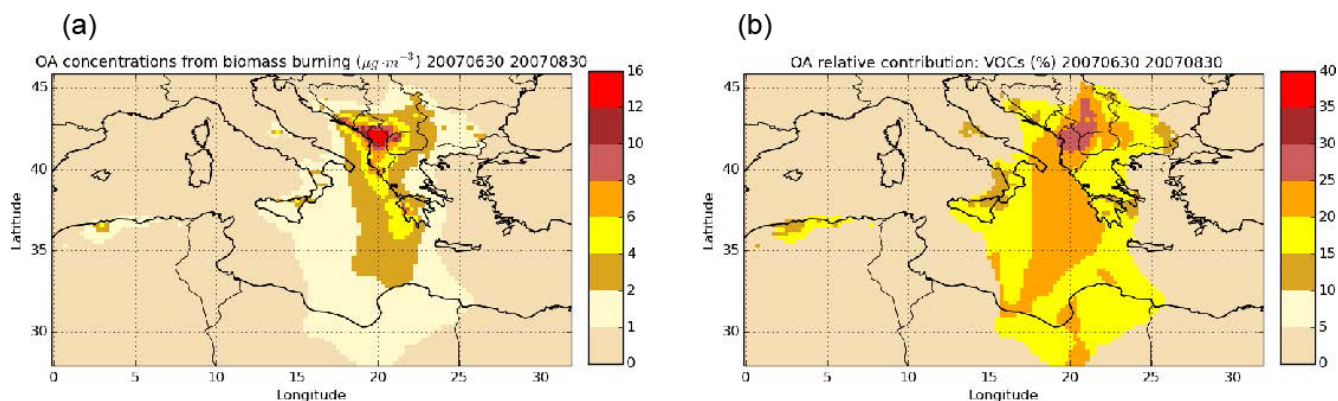 (a)
OA concentrations from biomass burning (μg·m⁻³) 20070630 20070830
45
40
35
30
Latitude
0 5 10 15 20 25 30
Longitude
16
12
10
8
6
4
2
1
0
(b)
OA relative contribution: VOCs (%) 20070630 20070830
45
40
35
30
Latitude
0 5 10 15 20 25 30
Longitude
40
35
30
25
20
15
10
5
0